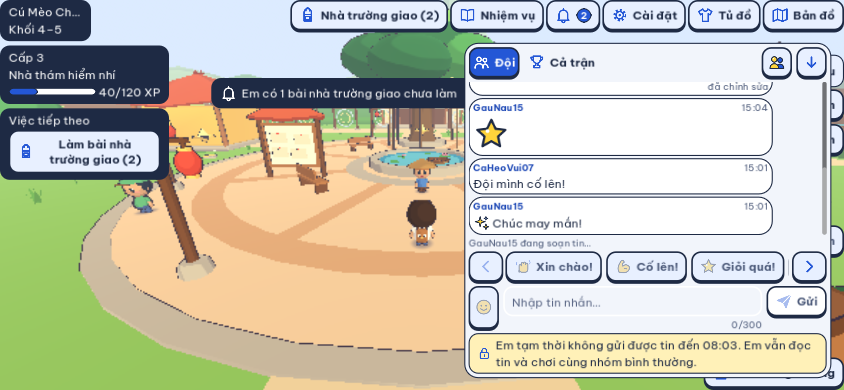 Cú Mèo Ch...
Khối 4–5
Nhà trường giao (2)
Nhiệm vụ
2
Cài đặt
Tủ đồ
Bản đồ
Cấp 3
Nhà thám hiểm nhí
40/120 XP
Việc tiếp theo
Làm bài nhà
trường giao (2)
Em có 1 bài nhà trường giao chưa làm
Đội
Cả trận
đã chỉnh sửa
GauNau15 15:04
CaHeoVui07 15:01
Đội mình cố lên!
GauNau15 15:01
Chúc may mắn!
GauNau15 đang soạn tin...
Xin chào!
Cố lên!
Giỏi quá!
Nhập tin nhắn...
Gửi
0/300
Em tạm thời không gửi được tin đến 08:03. Em vẫn đọc
tin và chơi cùng nhóm bình thường.